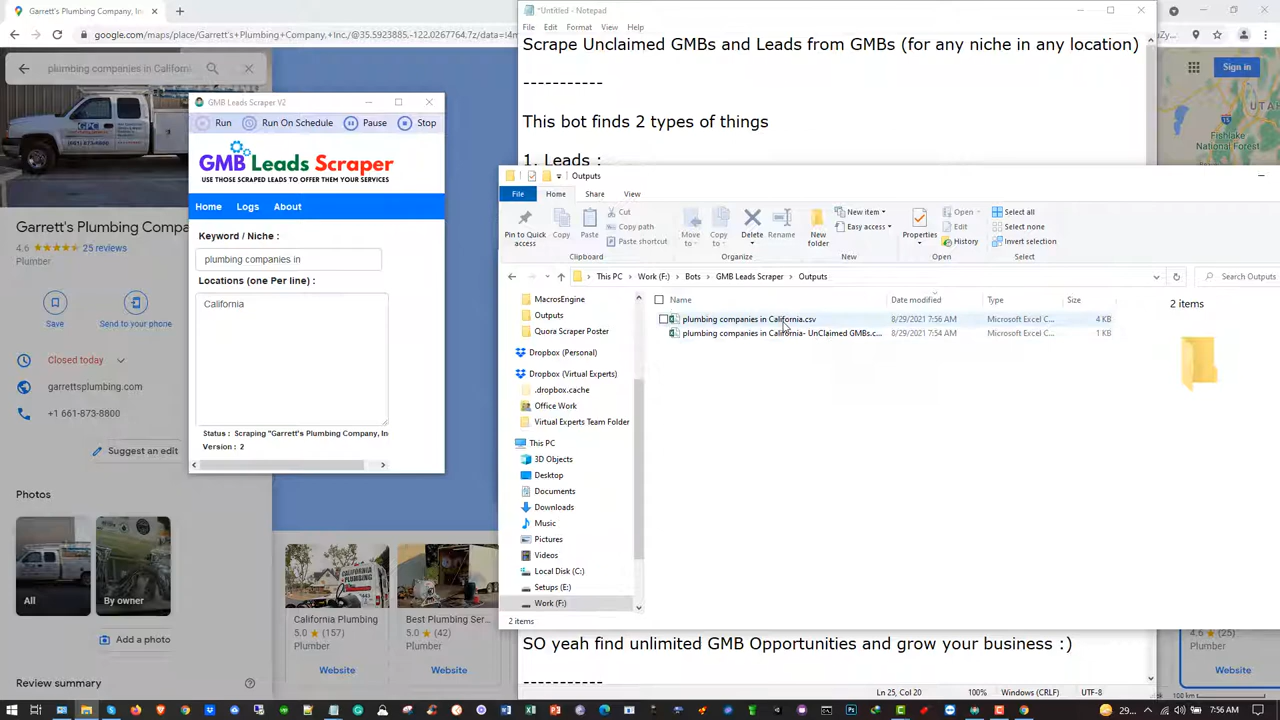 Garrett's Plumbing Company, Inc
google.com/maps/place/Garrett's+Plumbing+Company,+Inc/@35.5923885,-122.0267764.7z/data=!4m
plumbing companies in Californi
Garrett's Plumbing Compa
4.6
25 reviews
Plumber
Save
Send to your phone
Closed today
garrettsplumbing.com
+1 661-873-8800
Suggest an edit
Photos
All
By owner
Add a photo
Review summary
GMB Leads Scraper V2
Run
Run On Schedule
Pause
Stop
GMB Leads Scraper
USE THOSE SCRAPED LEADS TO OFFER THEM YOUR SERVICES
Home
Logs
About
Keyword / Niche :
plumbing companies in
Locations (one Per line) :
California
Status : Scraping "Garrett's Plumbing Company, In
Version : 2
California Plumbing
5.0 ★ (157)
Plumber
Website
Best Plumbing Ser...
5.0 ★ (42)
Plumber
Website
*Untitled - Notepad
File Edit Format View Help
Scrape Unclaimed GMBs and Leads from GMBs (for any niche in any location)
-----------
This bot finds 2 types of things
1. Leads :
Outputs
File
Home
Share
View
Pin to Quick access
Copy
Paste
Cut
Copy path
Paste shortcut
Clipboard
Move to
Copy to
Delete
Rename
Organize
New folder
New item
Easy access
New
Properties
Open
Edit
History
Open
Select all
Select none
Invert selection
Select
This PC > Work (F:) > Bots > GMB Leads Scraper > Outputs
Search Outputs
MacrosEngine
Outputs
Quora Scraper Poster
Dropbox (Personal)
Dropbox (Virtual Experts)
.dropbox.cache
Office Work
Virtual Experts Team Folder
This PC
3D Objects
Desktop
Documents
Downloads
Music
Pictures
Videos
Local Disk (C:)
Setups (E:)
Work (F:)
Name
Date modified
Type
Size
plumbing companies in California.csv
8/29/2021 7:56 AM
Microsoft Excel C...
4 KB
plumbing companies in California- UnClaimed GMBs.c...
8/29/2021 7:54 AM
Microsoft Excel C...
1 KB
2 items
2 items
SO yeah find unlimited GMB Opportunities and grow your business :)
-----------
Ln 25, Col 20
100%
Windows (CRLF)
UTF-8
Sign in
UTA
Fishlake
National Forest
4.6 ★ (25)
Plumber
Website
100 km
29...
7:56 AM